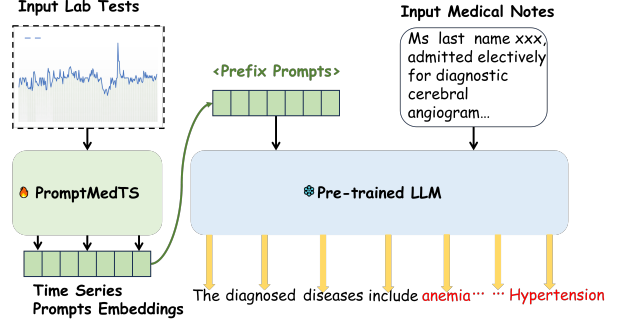 Input Lab Tests
Input Medical Notes
<Prefix Prompts>
Ms last name xxx,
admitted electively
for diagnostic
cerebral
angiogram…
PromptMedTS
Pre-trained LLM
Time Series
Prompts Embeddings
The diagnosed diseases include anemia… … Hypertension